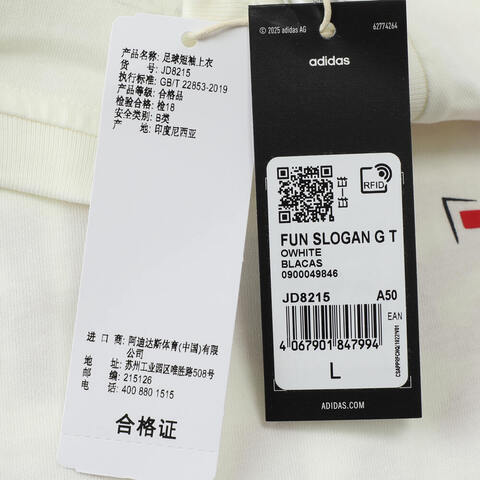 产品名称: 足球短袖上衣
货 号: JD8215
执行标准: GB/T 22853-2019
产品等级: 合格品
检验合格: 检18
安全类别: B类
产 地: 印度尼西亚
进 口 商: 阿迪达斯体育(中国)有限
公司
地 址: 苏州工业园区唯胜路508号
邮 编: 215126
电 话: 400 880 1515
合格证
© 2025 adidas AG
62774264
adidas
RFID
FUN SLOGAN G T
OWHITE
BLACAS
0900049846
JD8215 A50
EAN
4 067901 847994
L
ADIDAS.COM